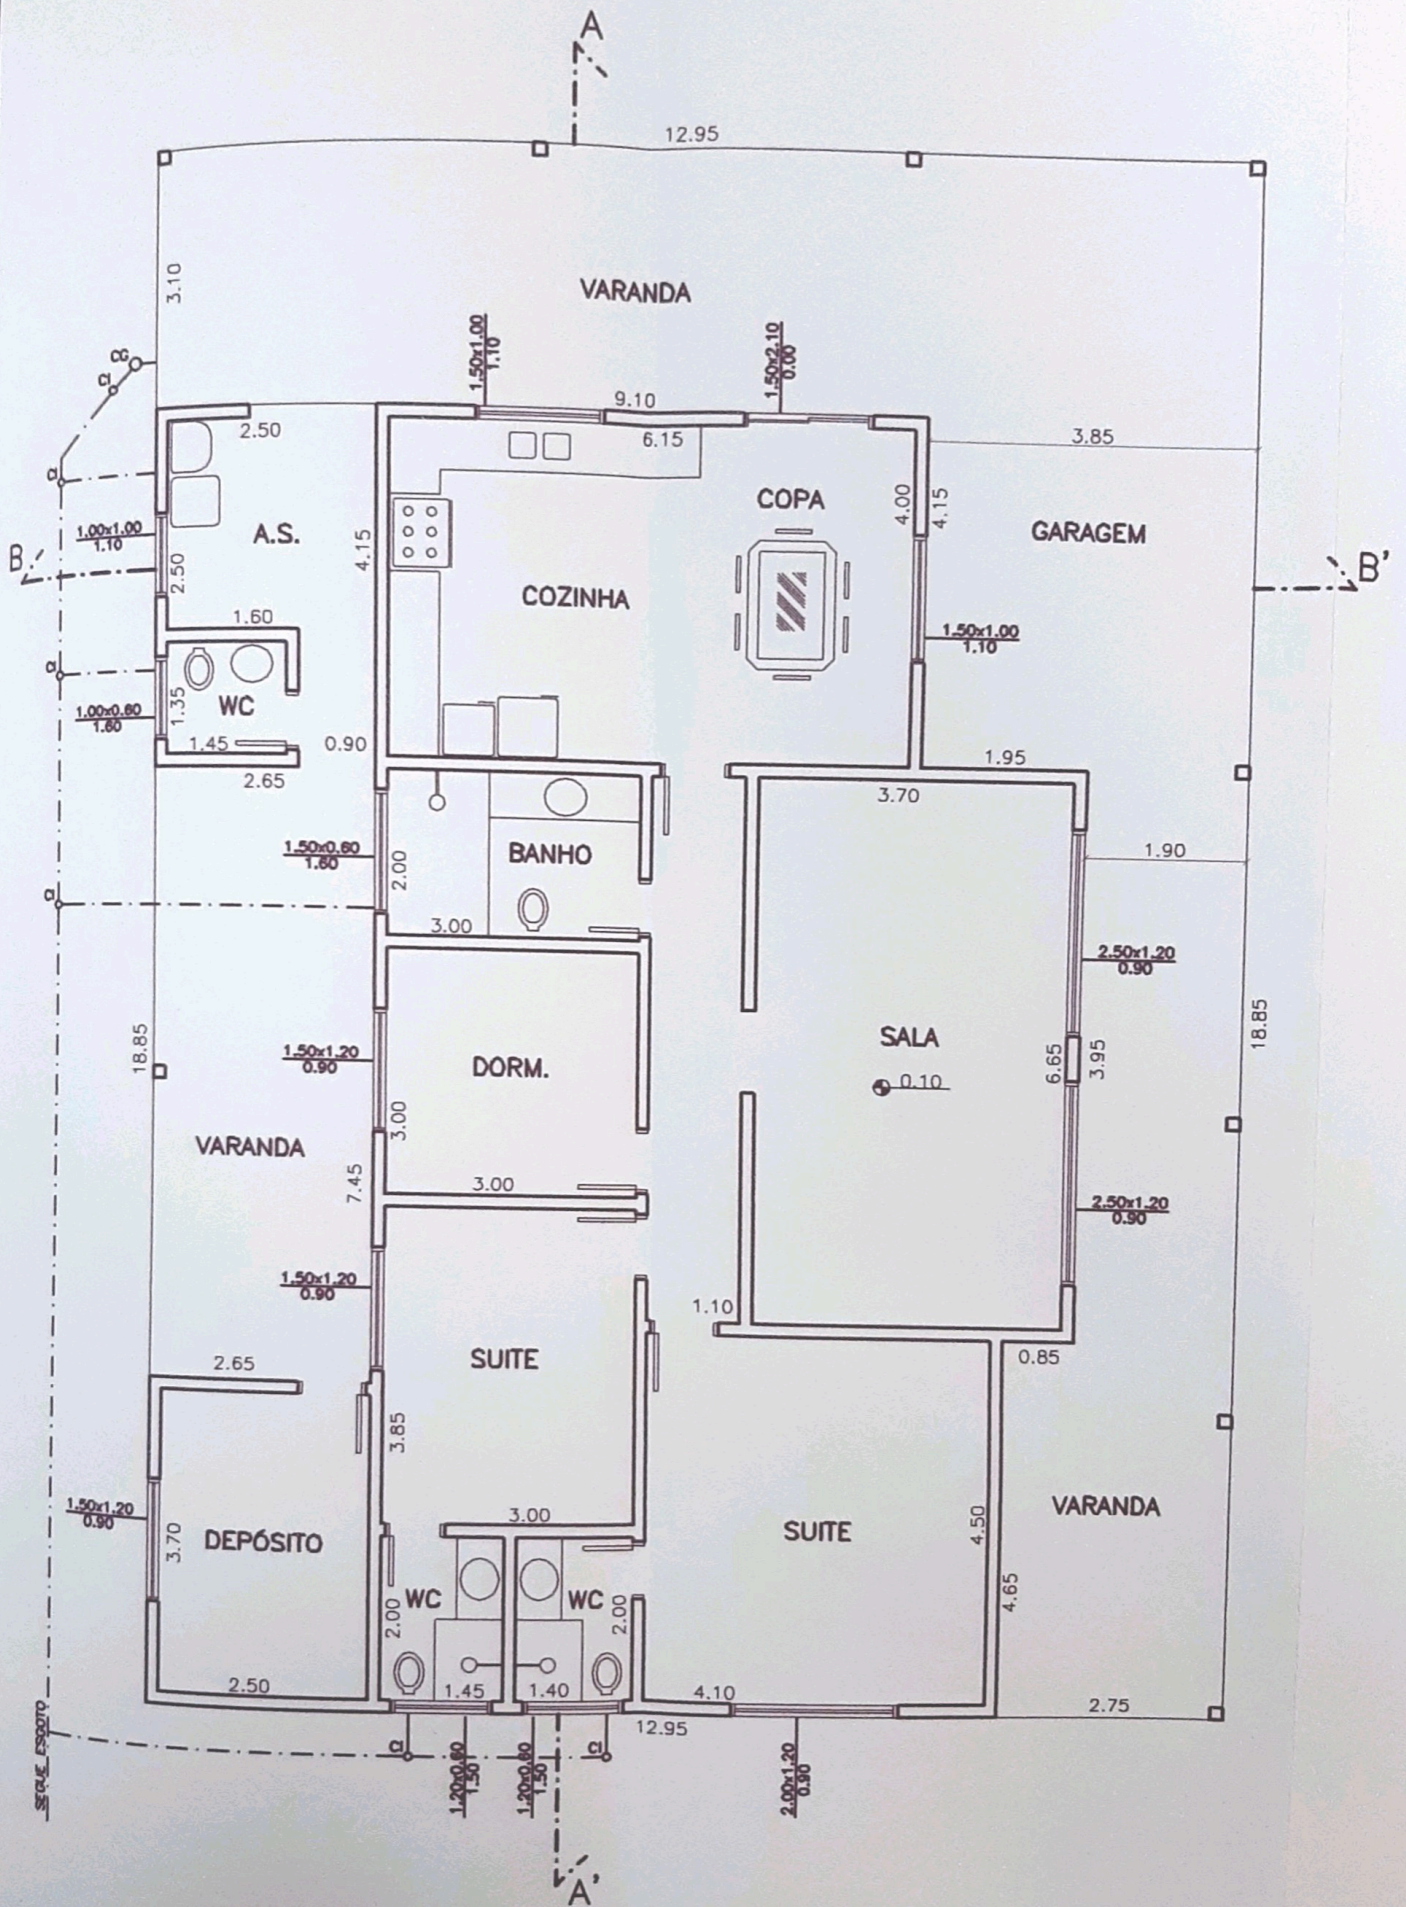 A
12.95
3.10
VARANDA
CG
CI
1.50x1.00
1.10
1.50x2.10
0.00
9.10
2.50
6.15
3.85
CI
COPA
4.00
4.15
GARAGEM
1.00x1.00
1.10
A.S.
4.15
B
2.50
COZINHA
B'
1.60
1.50x1.00
1.10
CI
WC
1.35
1.00x0.60
1.60
1.45
0.90
2.65
1.95
3.70
1.50x0.60
1.60
2.00
BANHO
1.90
CI
3.00
2.50x1.20
0.90
18.85
1.50x1.20
0.90
DORM.
SALA
0.10
6.65
3.95
18.85
3.00
VARANDA
7.45
3.00
2.50x1.20
0.90
1.50x1.20
0.90
1.10
2.65
SUITE
0.85
3.85
1.50x1.20
0.90
3.70
DEPÓSITO
3.00
SUITE
4.50
VARANDA
WC
2.00
WC
2.00
4.65
2.50
1.45
1.40
4.10
12.95
2.75
SEGUE ESGOTO
CI
CI
1.20x0.60
1.50
1.20x0.60
1.50
2.00x1.20
0.90
A'